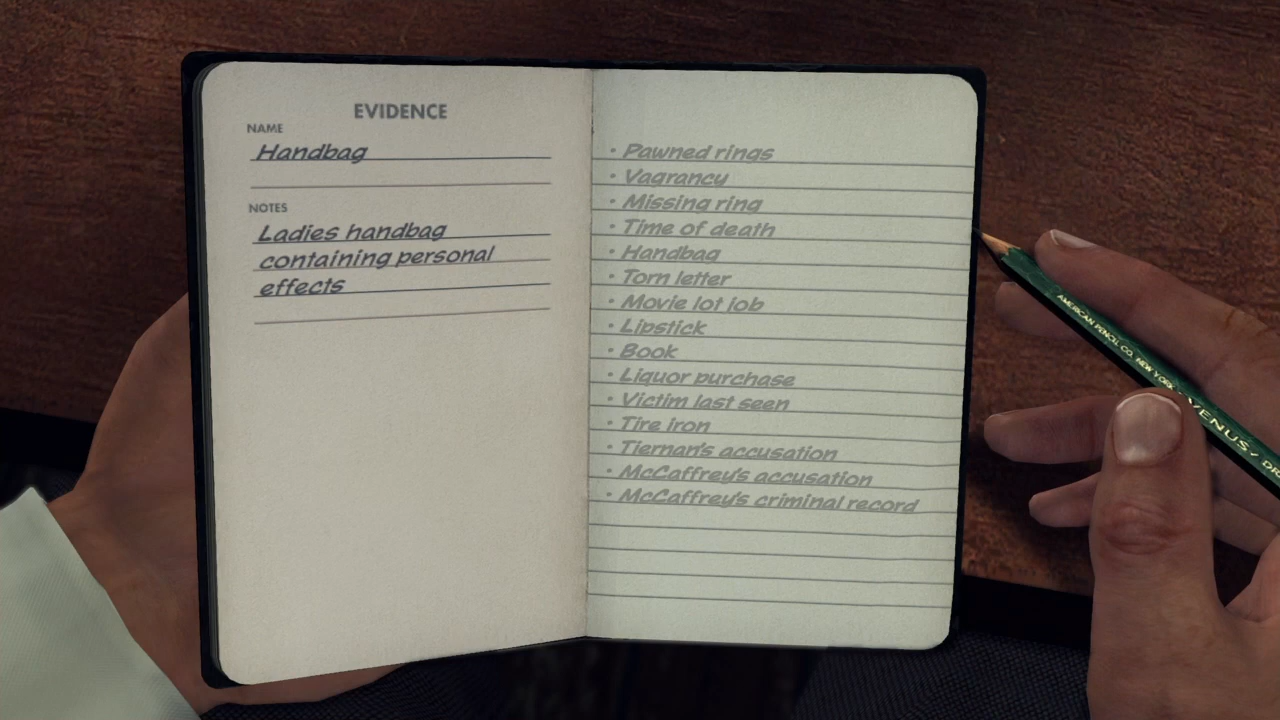 EVIDENCE
NAME
Handbag
NOTES
Ladies handbag
containing personal
effects
• Pawned rings
• Vagrancy
• Missing ring
• Time of death
• Handbag
• Torn letter
• Movie lot job
• Lipstick
• Book
• Liquor purchase
• Victim last seen
• Tire iron
• Tiernan's accusation
• McCaffrey's accusation
• McCaffrey's criminal record
AMERICAN PENCIL CO. NEW YORK - VENUS